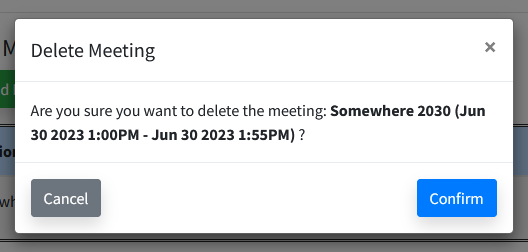 Delete Meeting ×
Are you sure you want to delete the meeting: Somewhere 2030 (Jun
30 2023 1:00PM - Jun 30 2023 1:55PM) ?
Cancel Confirm